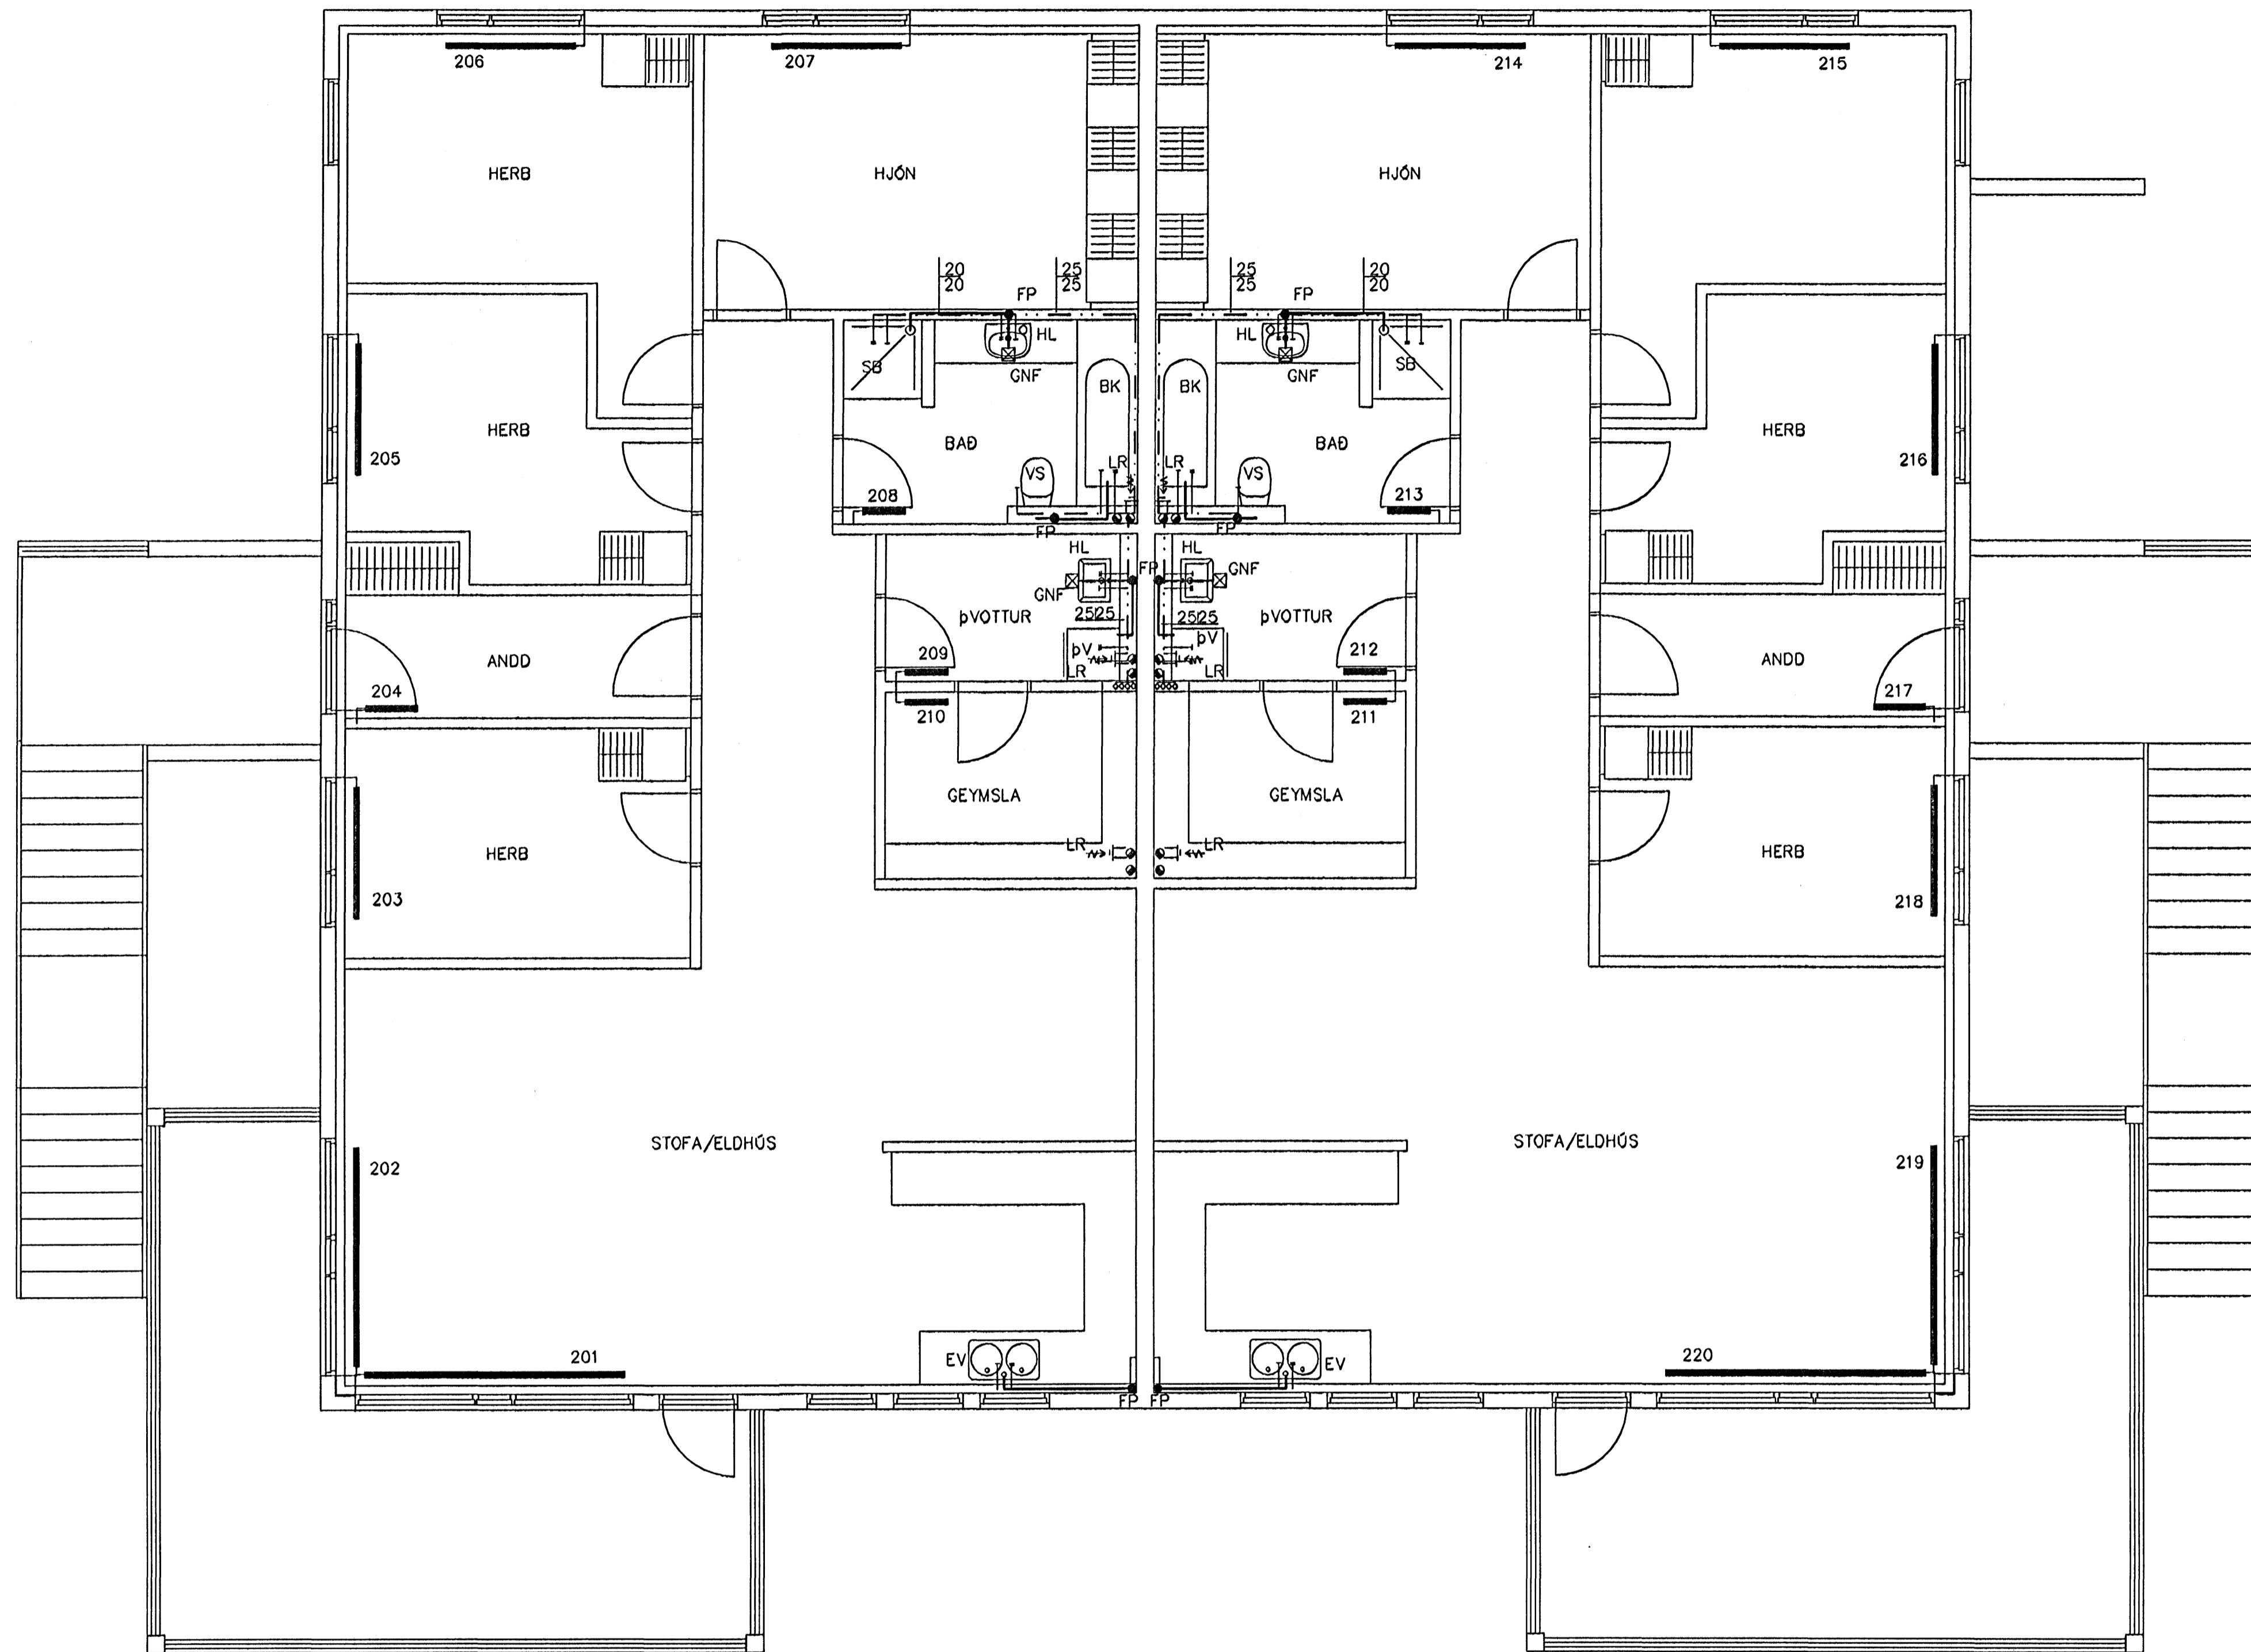 206 207 214 215
HERB HJÓN HJÓN
20 25 25 20
20 25 25 20
FP FP
HL HL
SB GNF BK BK GNF SB
HERB BAÐ BAÐ HERB
205 VS LR LR VS 216
208 213
FP FP
HL HL
FP
GNF GNF
ÞVOTTUR 25 25 25 25 ÞVOTTUR
ÞV ÞV
ANDD 209 LR LR 212 ANDD
204 217
210 211
GEYMSLA GEYMSLA
HERB LR LR HERB
203 218
STOFA/ELDHÚS STOFA/ELDHÚS
202 219
201 EV EV 220
FP FP